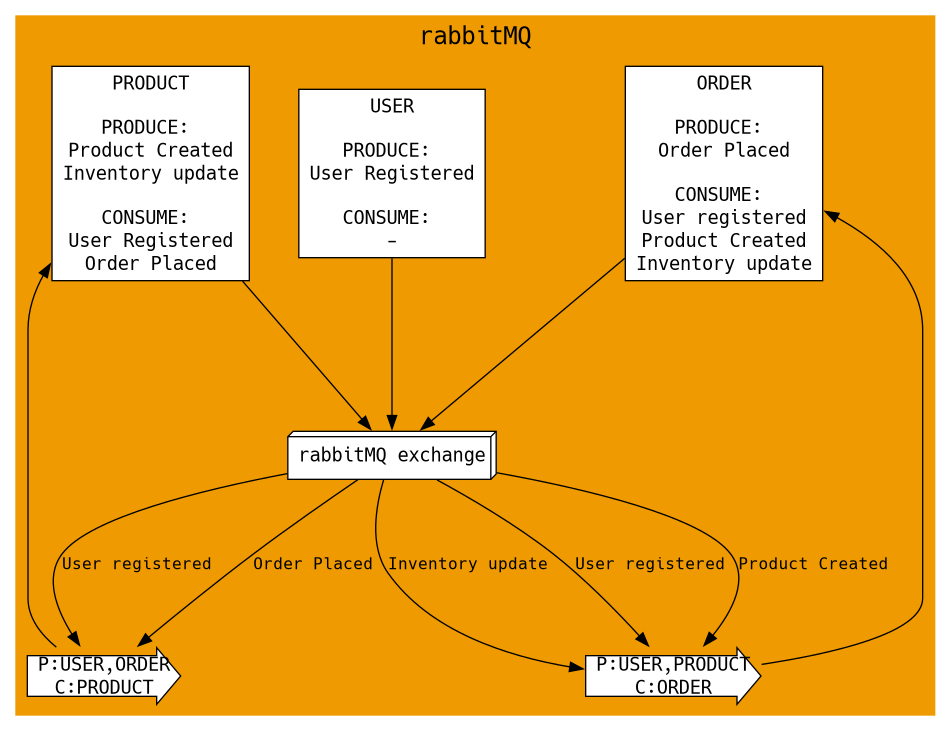 rabbitMQ
PRODUCT
PRODUCE:
Product Created
Inventory update
CONSUME:
User Registered
Order Placed
USER
PRODUCE:
User Registered
CONSUME:
-
ORDER
PRODUCE:
Order Placed
CONSUME:
User registered
Product Created
Inventory update
rabbitMQ exchange
User registered
Order Placed
Inventory update
User registered
Product Created
P:USER,ORDER
C:PRODUCT
P:USER,PRODUCT
C:ORDER